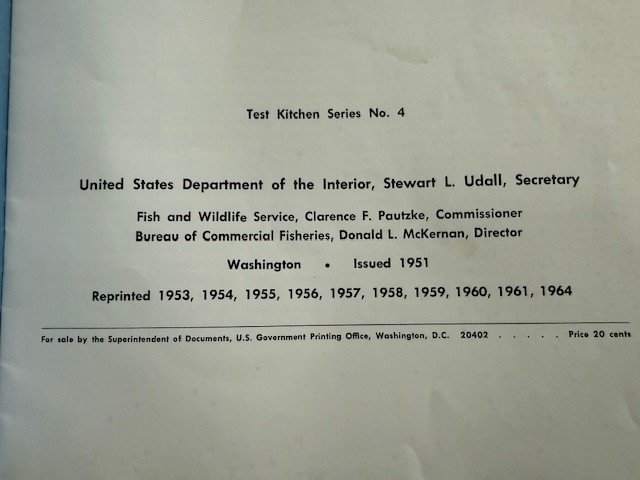 Test Kitchen Series No. 4
United States Department of the Interior, Stewart L. Udall, Secretary
Fish and Wildlife Service, Clarence F. Pautzke, Commissioner
Bureau of Commercial Fisheries, Donald L. McKernan, Director
Washington • Issued 1951
Reprinted 1953, 1954, 1955, 1956, 1957, 1958, 1959, 1960, 1961, 1964
For sale by the Superintendent of Documents, U.S. Government Printing Office, Washington, D.C. 20402 . . . . . Price 20 cents